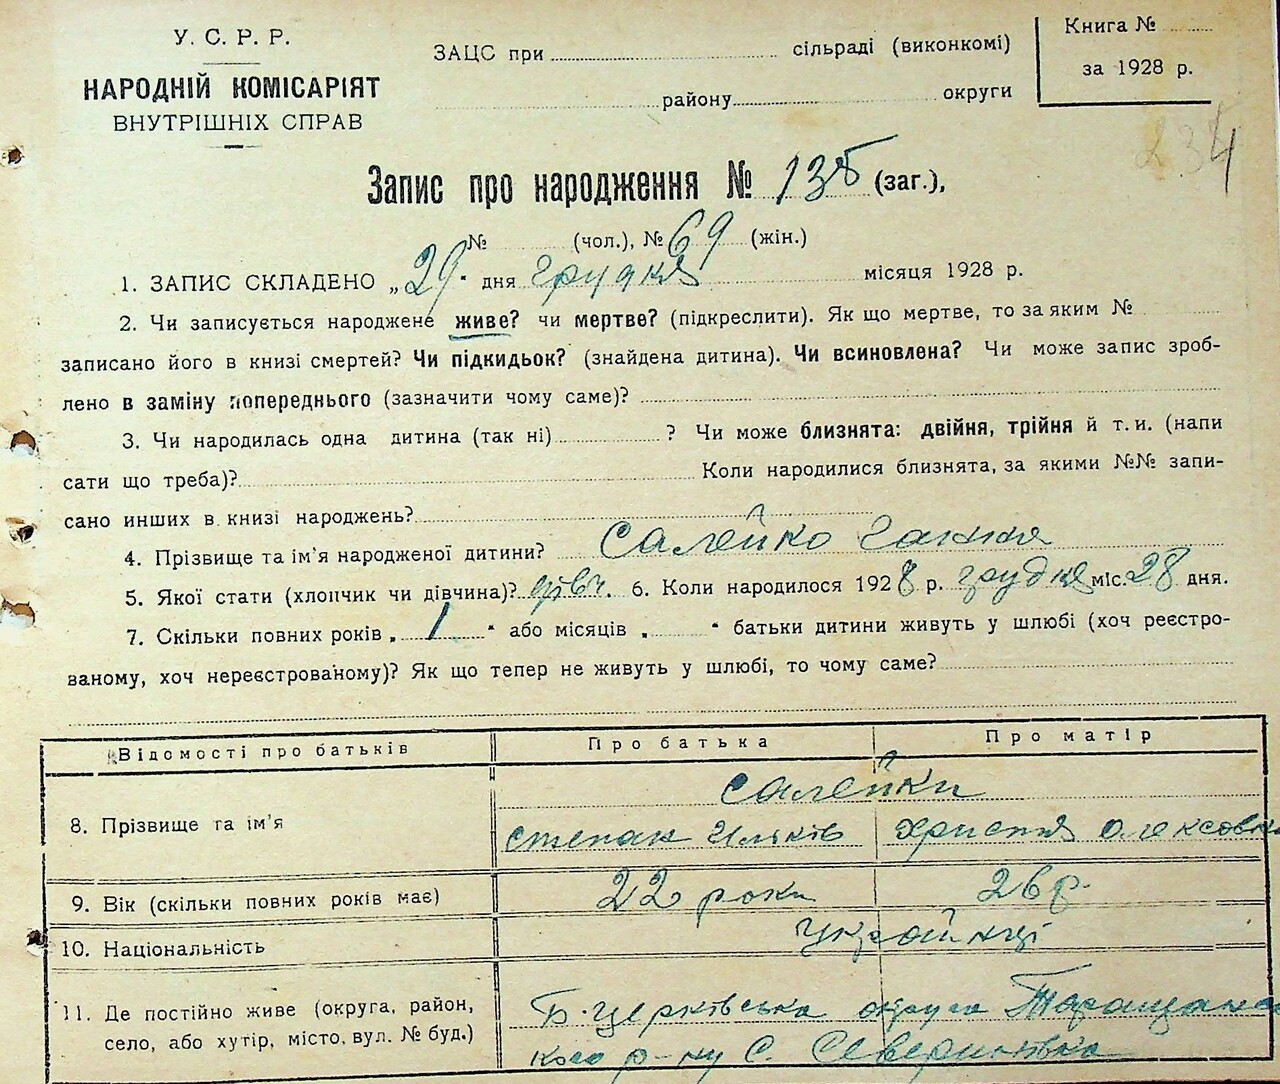 У. С. Р. Р.
НАРОДНІЙ КОМІСАРІЯТ
ВНУТРІШНІХ СПРАВ
ЗАЦС при сільраді (виконкомі)
району округи
Книга №
за 1928 р.
234
Запис про народження № 135 (заг.),
№ (чол.), № 69 (жін.)
1. ЗАПИС СКЛАДЕНО „29“ дня грудня місяця 1928 р.
2. Чи записується народжене живе? чи мертве? (підкреслити). Як що мертве, то за яким №
записано його в книзі смертей? Чи підкидьок? (знайдена дитина). Чи всиновлена? Чи може запис зроб-
лено в заміну попереднього (зазначити чому саме)?
3. Чи народилась одна дитина (так ні) ? Чи може близнята: двійня, трійня й т. и. (напи
сати що треба)? Коли народилися близнята, за якими №№ запи-
сано инших в книзі народжень?
4. Прізвище та ім'я народженої дитини? Салейко Ганна
5. Якої стати (хлопчик чи дівчина)? дівч. 6. Коли народилося 1928 р. грудня міс. 28 дня.
7. Скільки повних років „1“ або місяців „ “ батьки дитини живуть у шлюбі (хоч реєстро-
ваному, хоч нереєстрованому)? Як що тепер не живуть у шлюбі, то чому саме?
Відомості про батьків Про батька Про матір
Салейки
8. Прізвище та ім'я Степан Ильків Христя Олексовна
9. Вік (скільки повних років має) 22 роки 26 р.
10. Національність українці
11. Де постійно живе (округа, район, Б. Церківська округа Таращанс
село, або хутір, місто, вул. № буд.) кого р-ну С. Северинівка